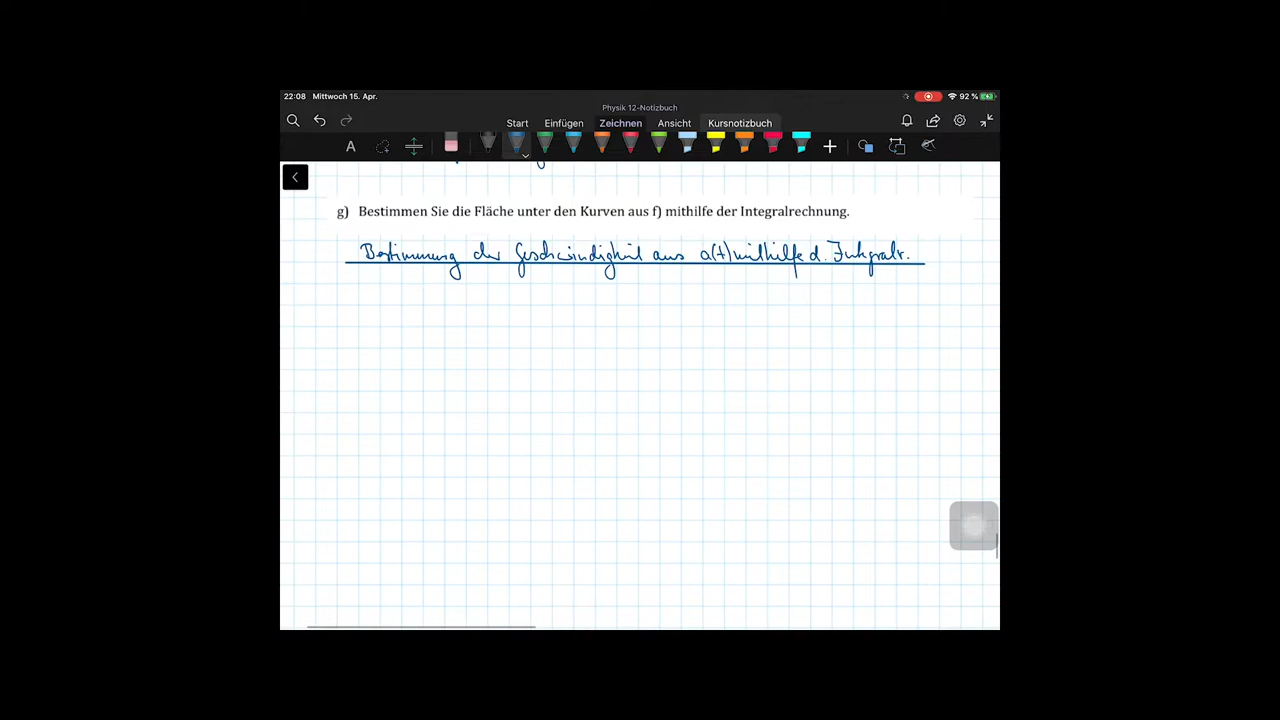 22:08 Mittwoch 15. Apr. 92 %
Physik 12-Notizbuch
Start Einfügen Zeichnen Ansicht Kursnotizbuch
A
g) Bestimmen Sie die Fläche unter den Kurven aus f) mithilfe der Integralrechnung.
Bestimmung der Geschwindigkeit aus a(t) mithilfe d. Integralr.